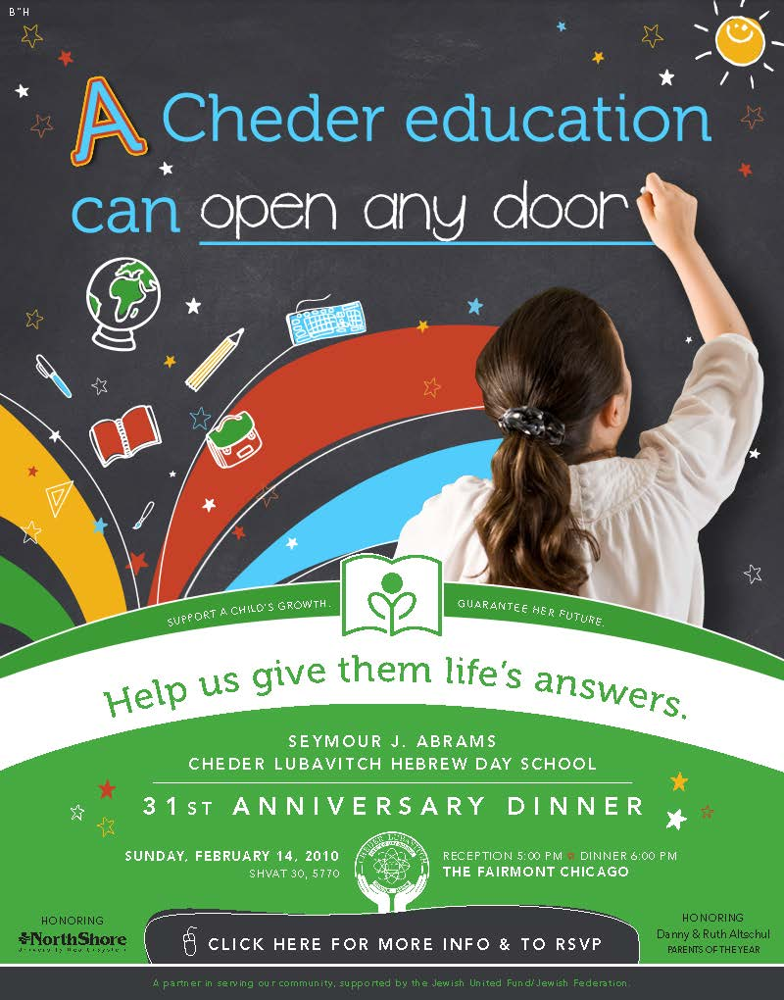 B"H
A Cheder education
can open any door
SUPPORT A CHILD'S GROWTH. GUARANTEE HER FUTURE.
Help us give them life's answers.
SEYMOUR J. ABRAMS
CHEDER LUBAVITCH HEBREW DAY SCHOOL
31ST ANNIVERSARY DINNER
SUNDAY, FEBRUARY 14, 2010
SHVAT 30, 5770
CHEDER LUBAVITCH
RECEPTION 5:00 PM DINNER 6:00 PM
THE FAIRMONT CHICAGO
HONORING
NorthShore
HONORING
Danny & Ruth Altschul
PARENTS OF THE YEAR
CLICK HERE FOR MORE INFO & TO RSVP
A partner in serving our community, supported by the Jewish United Fund/Jewish Federation.